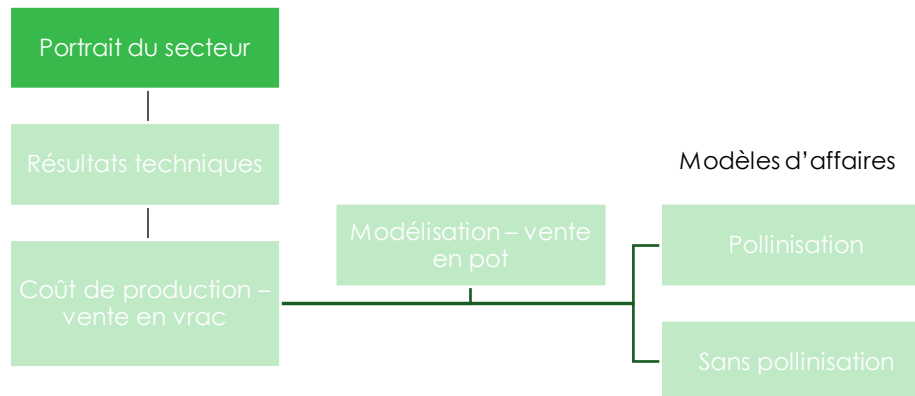 Portrait du secteur
Résultats techniques
Modèles d'affaires
Modélisation – vente
en pot
Pollinisation
Coût de production –
vente en vrac
Sans pollinisation